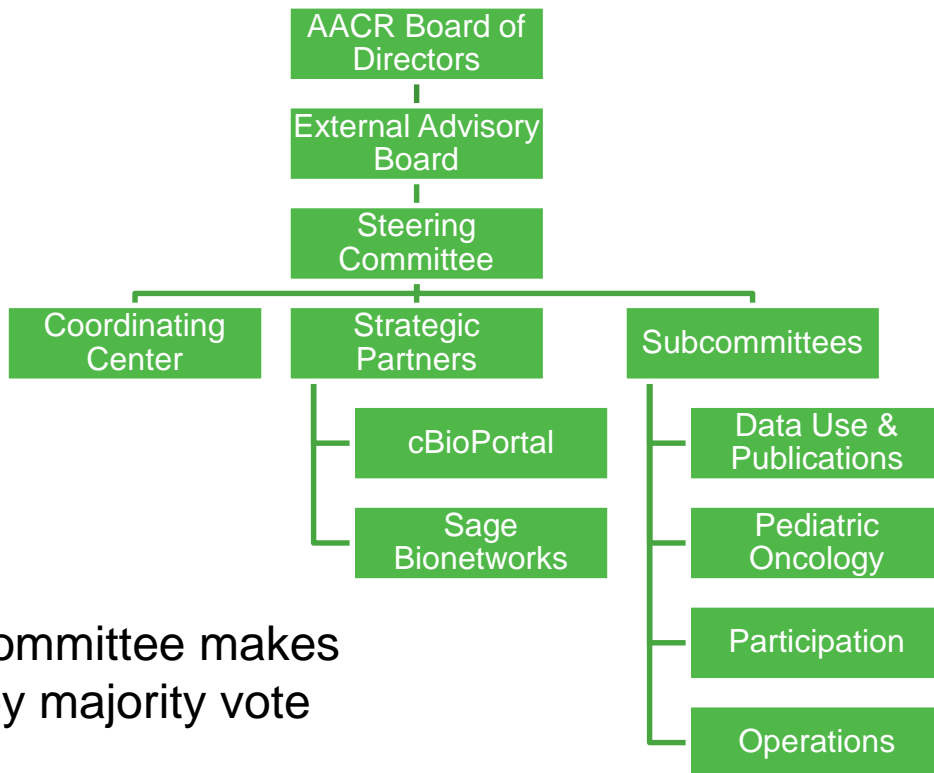 AACR Board of
Directors
External Advisory
Board
Steering
Committee
Coordinating
Center
Strategic
Partners
Subcommittees
cBioPortal
Sage
Bionetworks
Data Use &
Publications
Pediatric
Oncology
Participation
Operations
ommittee makes
y majority vote